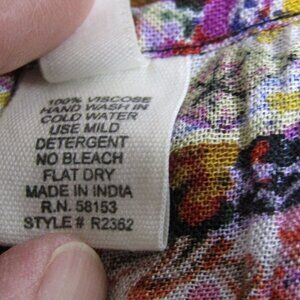 100% VISCOSE
HAND WASH IN
COLD WATER
USE MILD
DETERGENT
NO BLEACH
FLAT DRY
MADE IN INDIA
R.N. 58153
STYLE # R2362